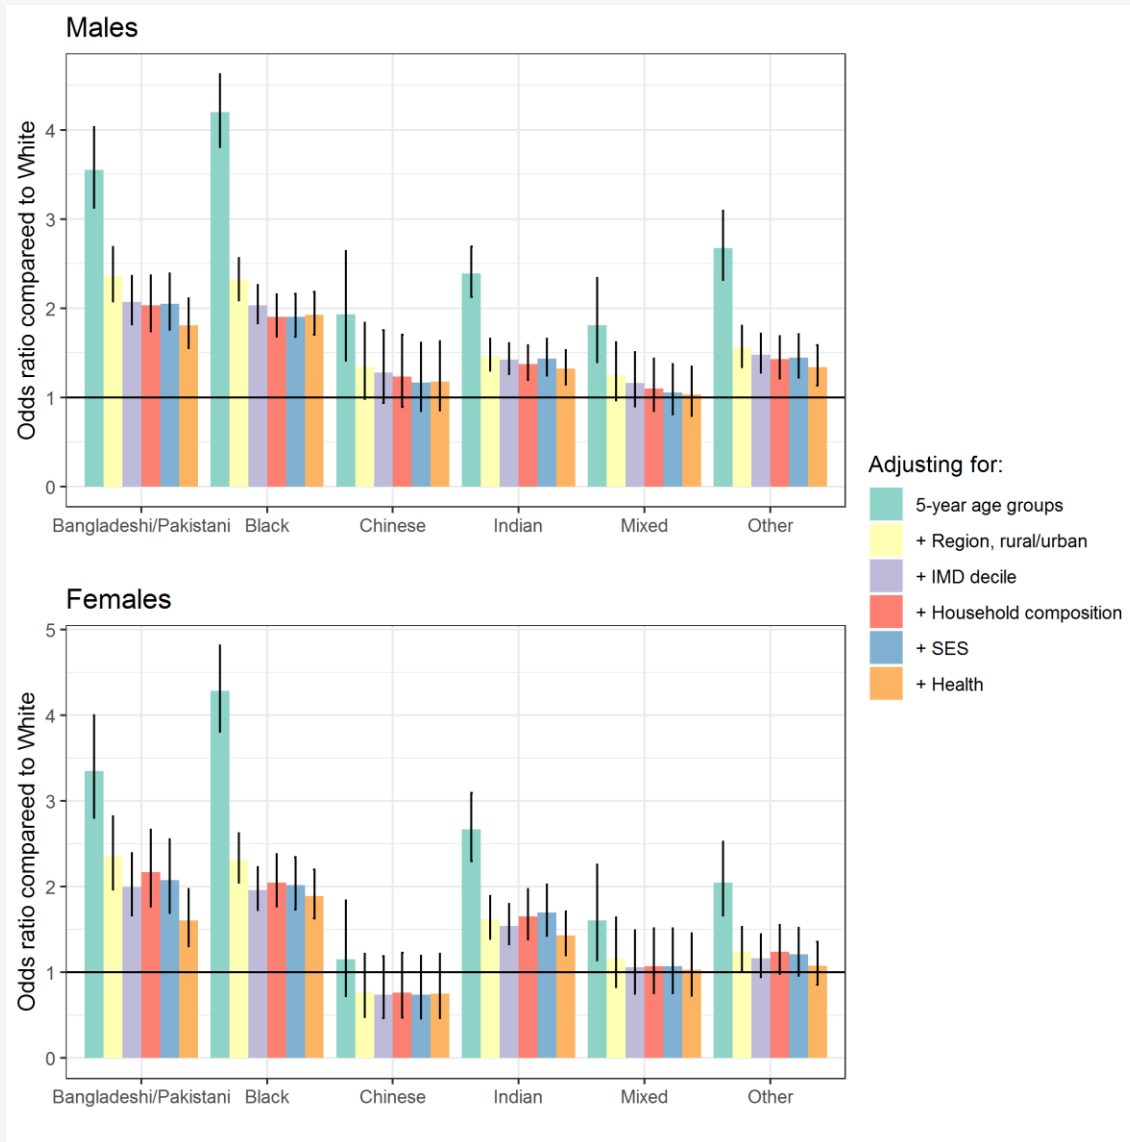 Males
Odds ratio compareed to White
4
3
2
1
0
Bangladeshi/Pakistani Black Chinese Indian Mixed Other
Adjusting for:
5-year age groups
+ Region, rural/urban
+ IMD decile
+ Household composition
+ SES
+ Health
Females
Odds ratio compareed to White
5
4
3
2
1
0
Bangladeshi/Pakistani Black Chinese Indian Mixed Other